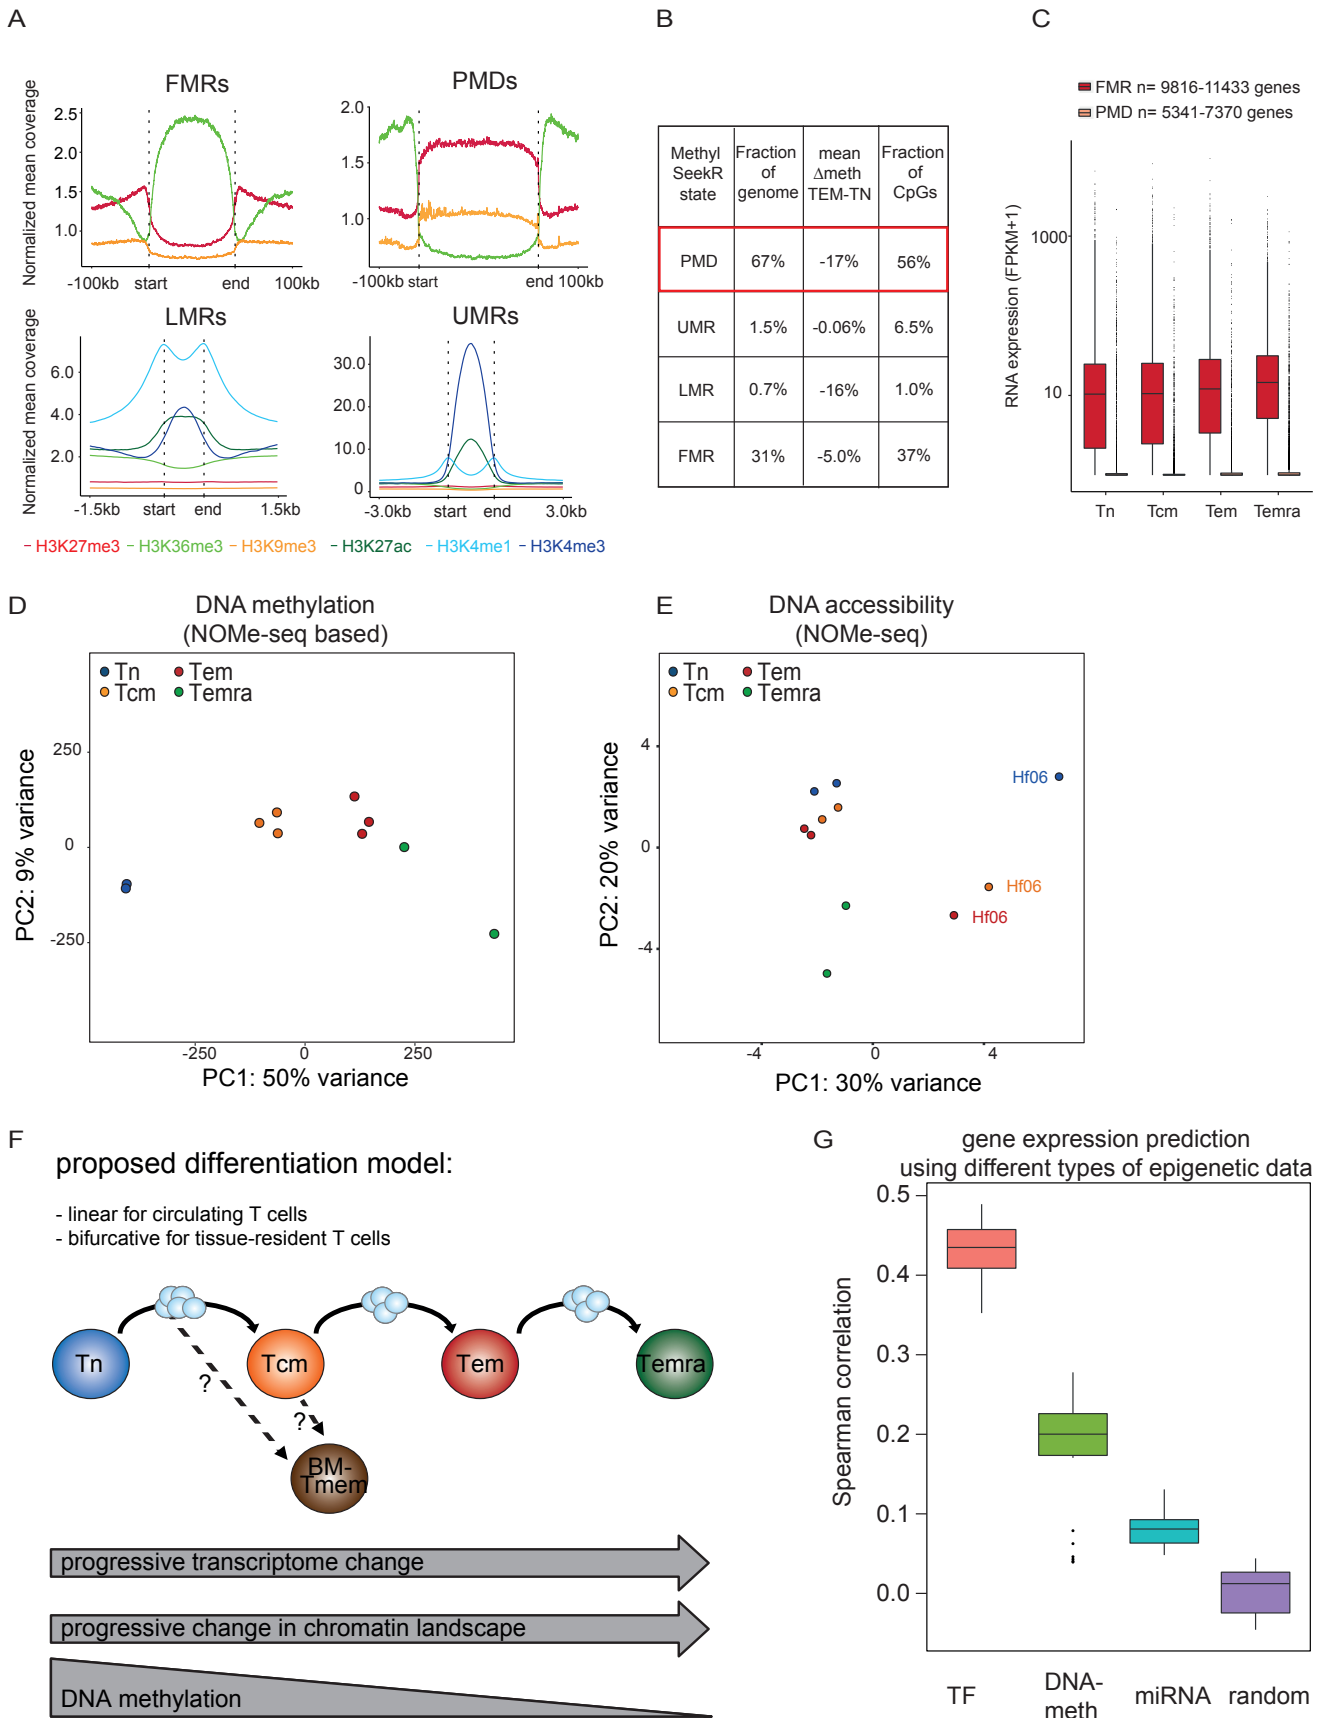 A
B
C
FMRs
PMDs
Normalized mean coverage
2.5
2.0
1.5
1.0
-100kb start end 100kb
2.0
1.5
1.0
-100kb start end 100kb
LMRs
UMRs
Normalized mean coverage
6.0
4.0
2.0
-1.5kb start end 1.5kb
30.0
20.0
10.0
0
-3.0kb start end 3.0kb
- H3K27me3 - H3K36me3 - H3K9me3 - H3K27ac - H3K4me1 - H3K4me3
Methyl SeekR state | Fraction of genome | mean Δmeth TEM-TN | Fraction of CpGs
PMD 67% -17% 56%
UMR 1.5% -0.06% 6.5%
LMR 0.7% -16% 1.0%
FMR 31% -5.0% 37%
FMR n= 9816-11433 genes
PMD n= 5341-7370 genes
RNA expression (FPKM+1)
1000
10
Tn Tcm Tem Temra
D
DNA methylation
(NOMe-seq based)
Tn Tem
Tcm Temra
PC2: 9% variance
250
0
-250
-250 0 250
PC1: 50% variance
E
DNA accessibility
(NOMe-seq)
Tn Tem
Tcm Temra
Hf06
Hf06
Hf06
PC2: 20% variance
4
0
-4
-4 0 4
PC1: 30% variance
F
proposed differentiation model:
- linear for circulating T cells
- bifurcative for tissue-resident T cells
Tn Tcm Tem Temra
?
?
BM-
Tmem
progressive transcriptome change
progressive change in chromatin landscape
DNA methylation
G
gene expression prediction
using different types of epigenetic data
Spearman correlation
0.5
0.4
0.3
0.2
0.1
0.0
TF DNA-meth miRNA random